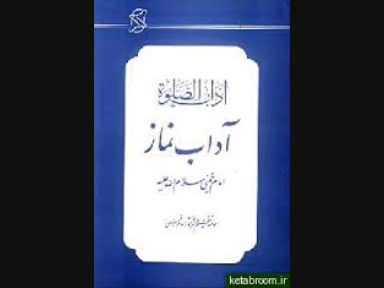 آداب الصلوة
آداب نماز
امام خمینی سلام الله علیه
ketabroom.ir